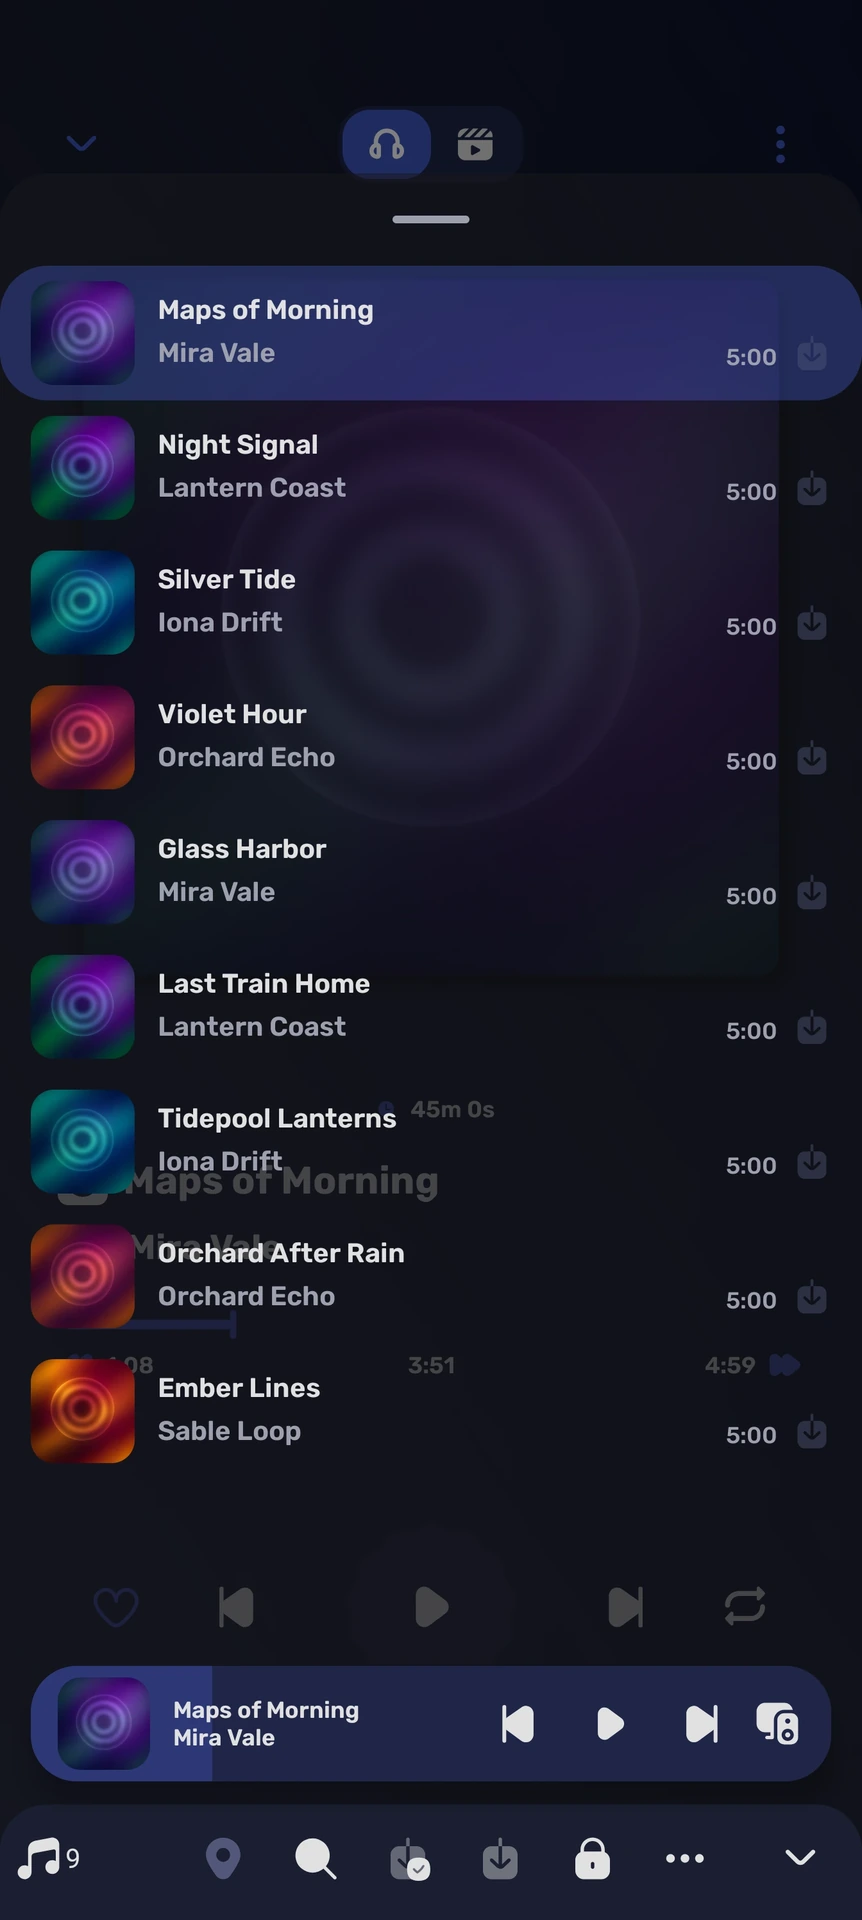 Maps of Morning
Mira Vale
5:00
Night Signal
Lantern Coast
5:00
Silver Tide
Iona Drift
5:00
Violet Hour
Orchard Echo
5:00
Glass Harbor
Mira Vale
5:00
Last Train Home
Lantern Coast
5:00
45m 0s
Tidepool Lanterns
Iona Drift
5:00
Maps of Morning
Mira Vale
Orchard After Rain
Orchard Echo
5:00
3:51
4:59
Ember Lines
Sable Loop
5:00
Maps of Morning
Mira Vale
9